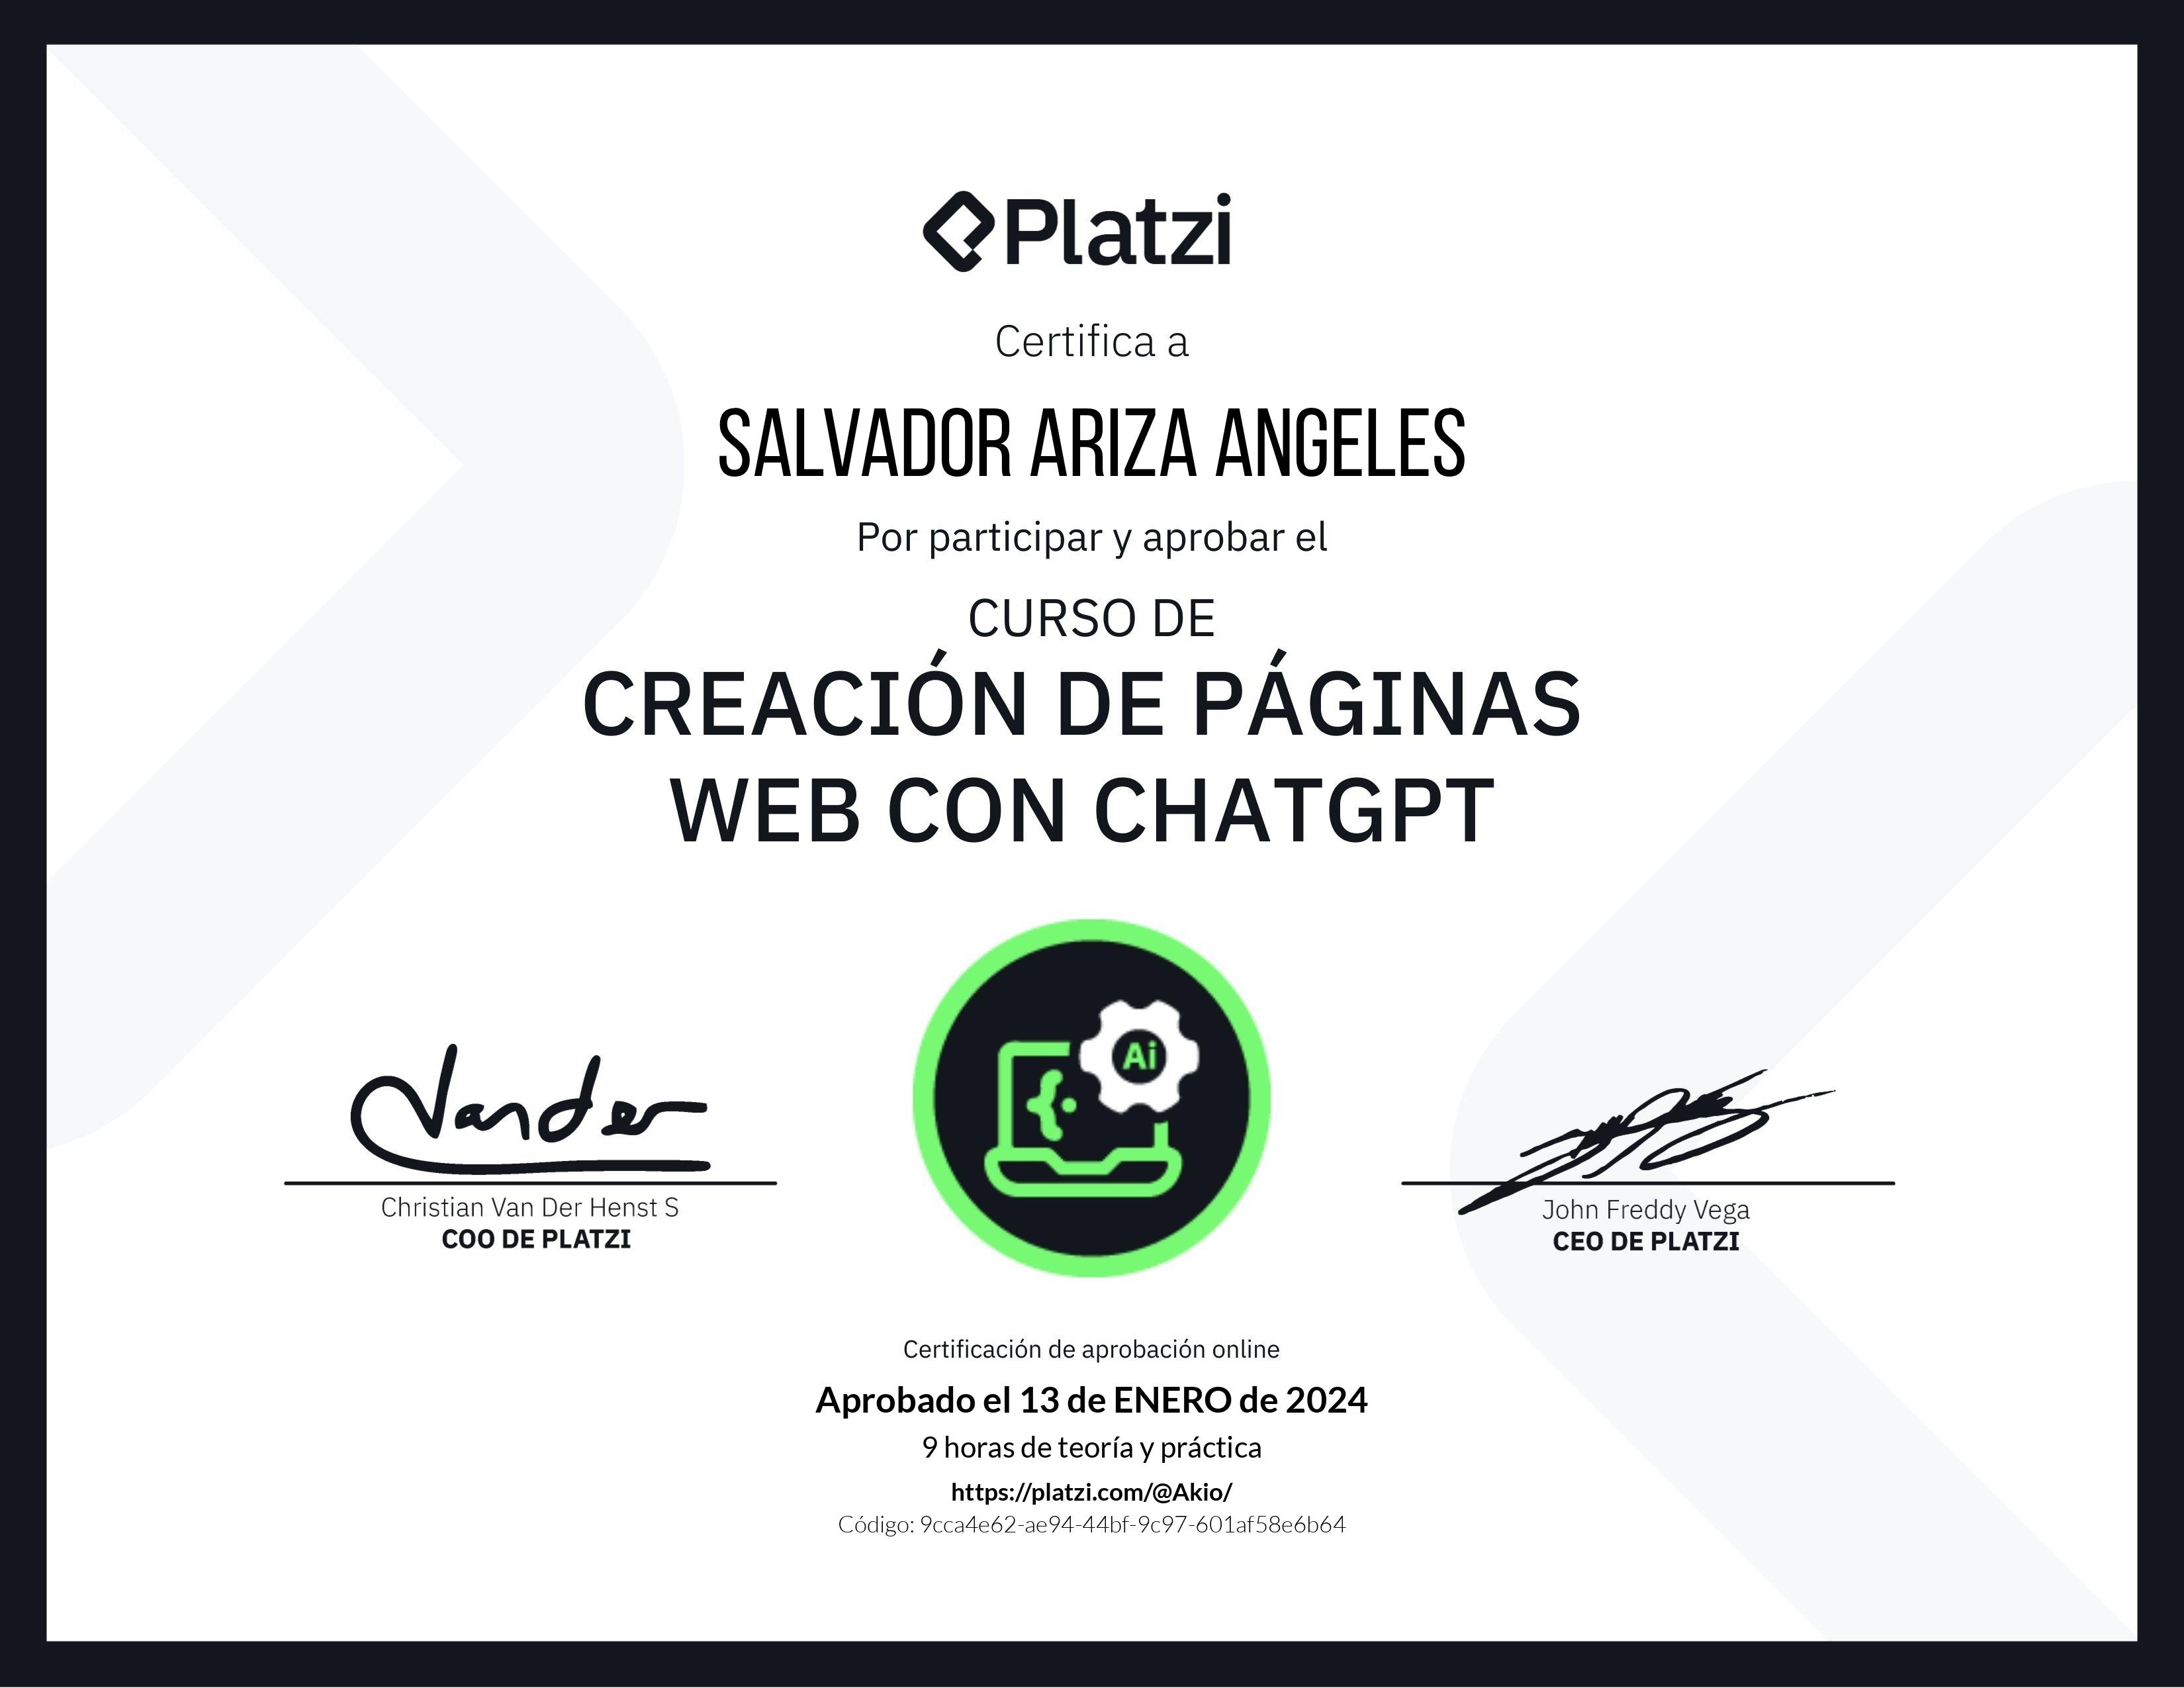 Platzi
Certifica a
SALVADOR ARIZA ANGELES
Por participar y aprobar el
CURSO DE
CREACIÓN DE PÁGINAS
WEB CON CHATGPT
Ai
Vander
Christian Van Der Henst S
COO DE PLATZI
John Freddy Vega
CEO DE PLATZI
Certificación de aprobación online
Aprobado el 13 de ENERO de 2024
9 horas de teoría y práctica
https://platzi.com/@Akio/
Código: 9cca4e62-ae94-44bf-9c97-601af58e6b64